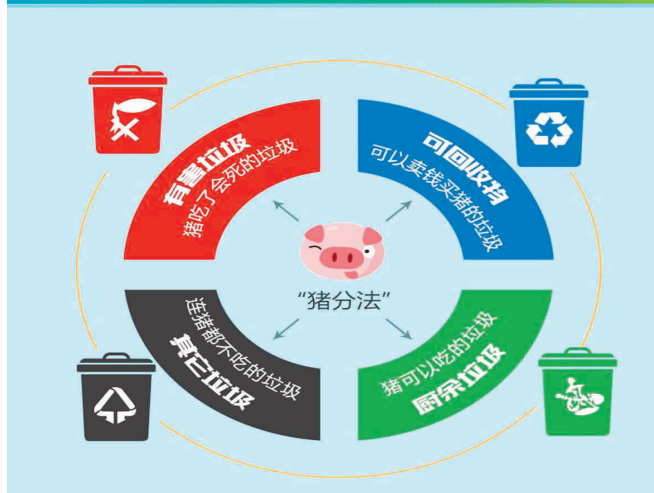 有害垃圾
猪吃了会死的垃圾
可回收物
可以卖钱买猪的垃圾
“猪分法”
连猪都不吃的垃圾
其它垃圾
猪可以吃的垃圾
厨余垃圾